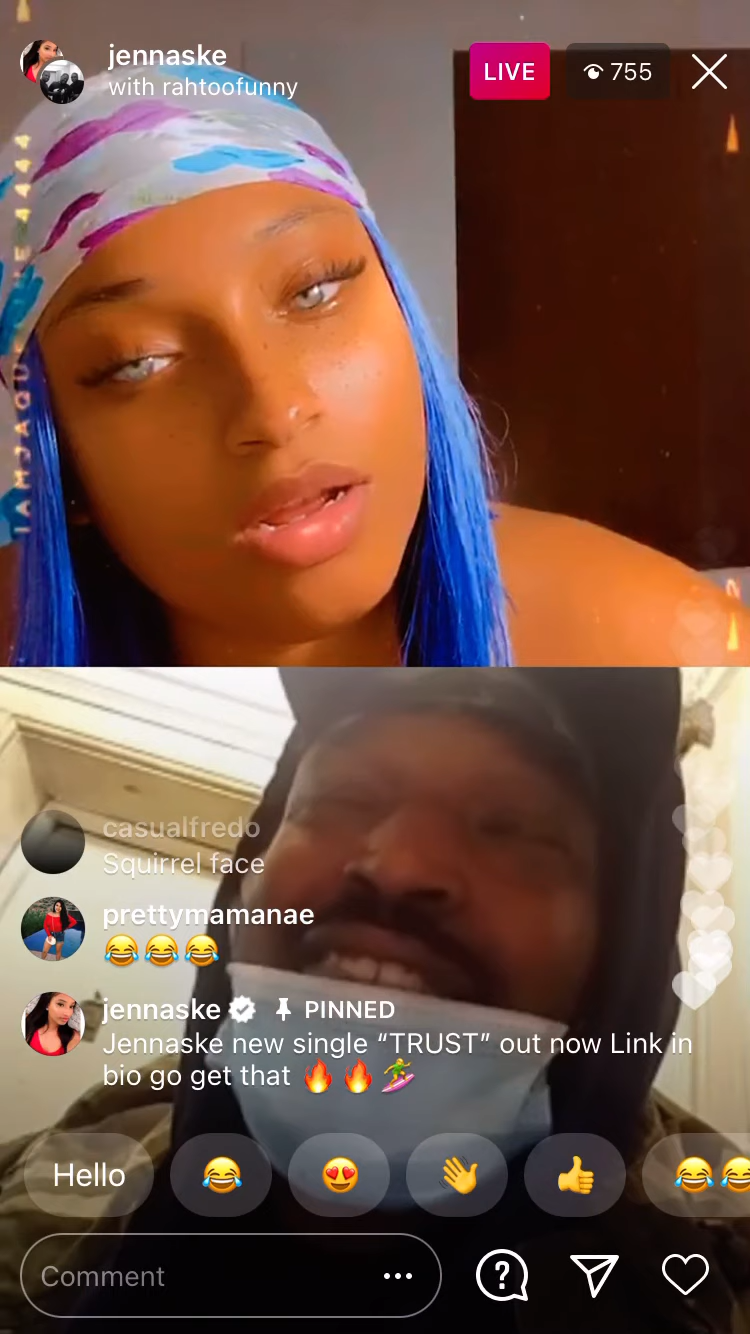 jennaske
with rahtoofunny
LIVE
755
casualfredo
Squirrel face
prettymamanae
😂😂😂
jennaske PINNED
Jennaske new single “TRUST” out now Link in
bio go get that 🔥🔥🏄
Hello 😂 😍 👋 👍 😂😂
Comment